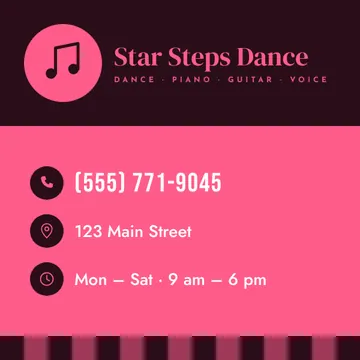 Star Steps Dance
DANCE · PIANO · GUITAR · VOICE
(555) 771-9045
123 Main Street
Mon – Sat · 9 am – 6 pm